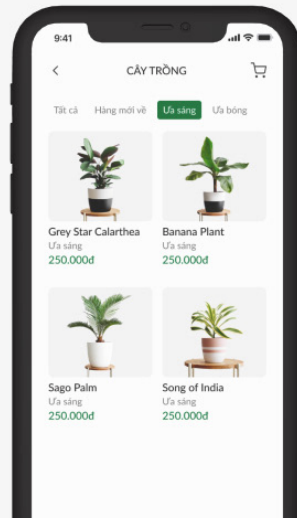 9:41
CÂY TRỒNG
Tất cả Hàng mới về Ưa sáng Ưa bóng
Grey Star Calarthea Banana Plant
Ưa sáng Ưa sáng
250.000đ 250.000đ
Sago Palm Song of India
Ưa sáng Ưa sáng
250.000đ 250.000đ